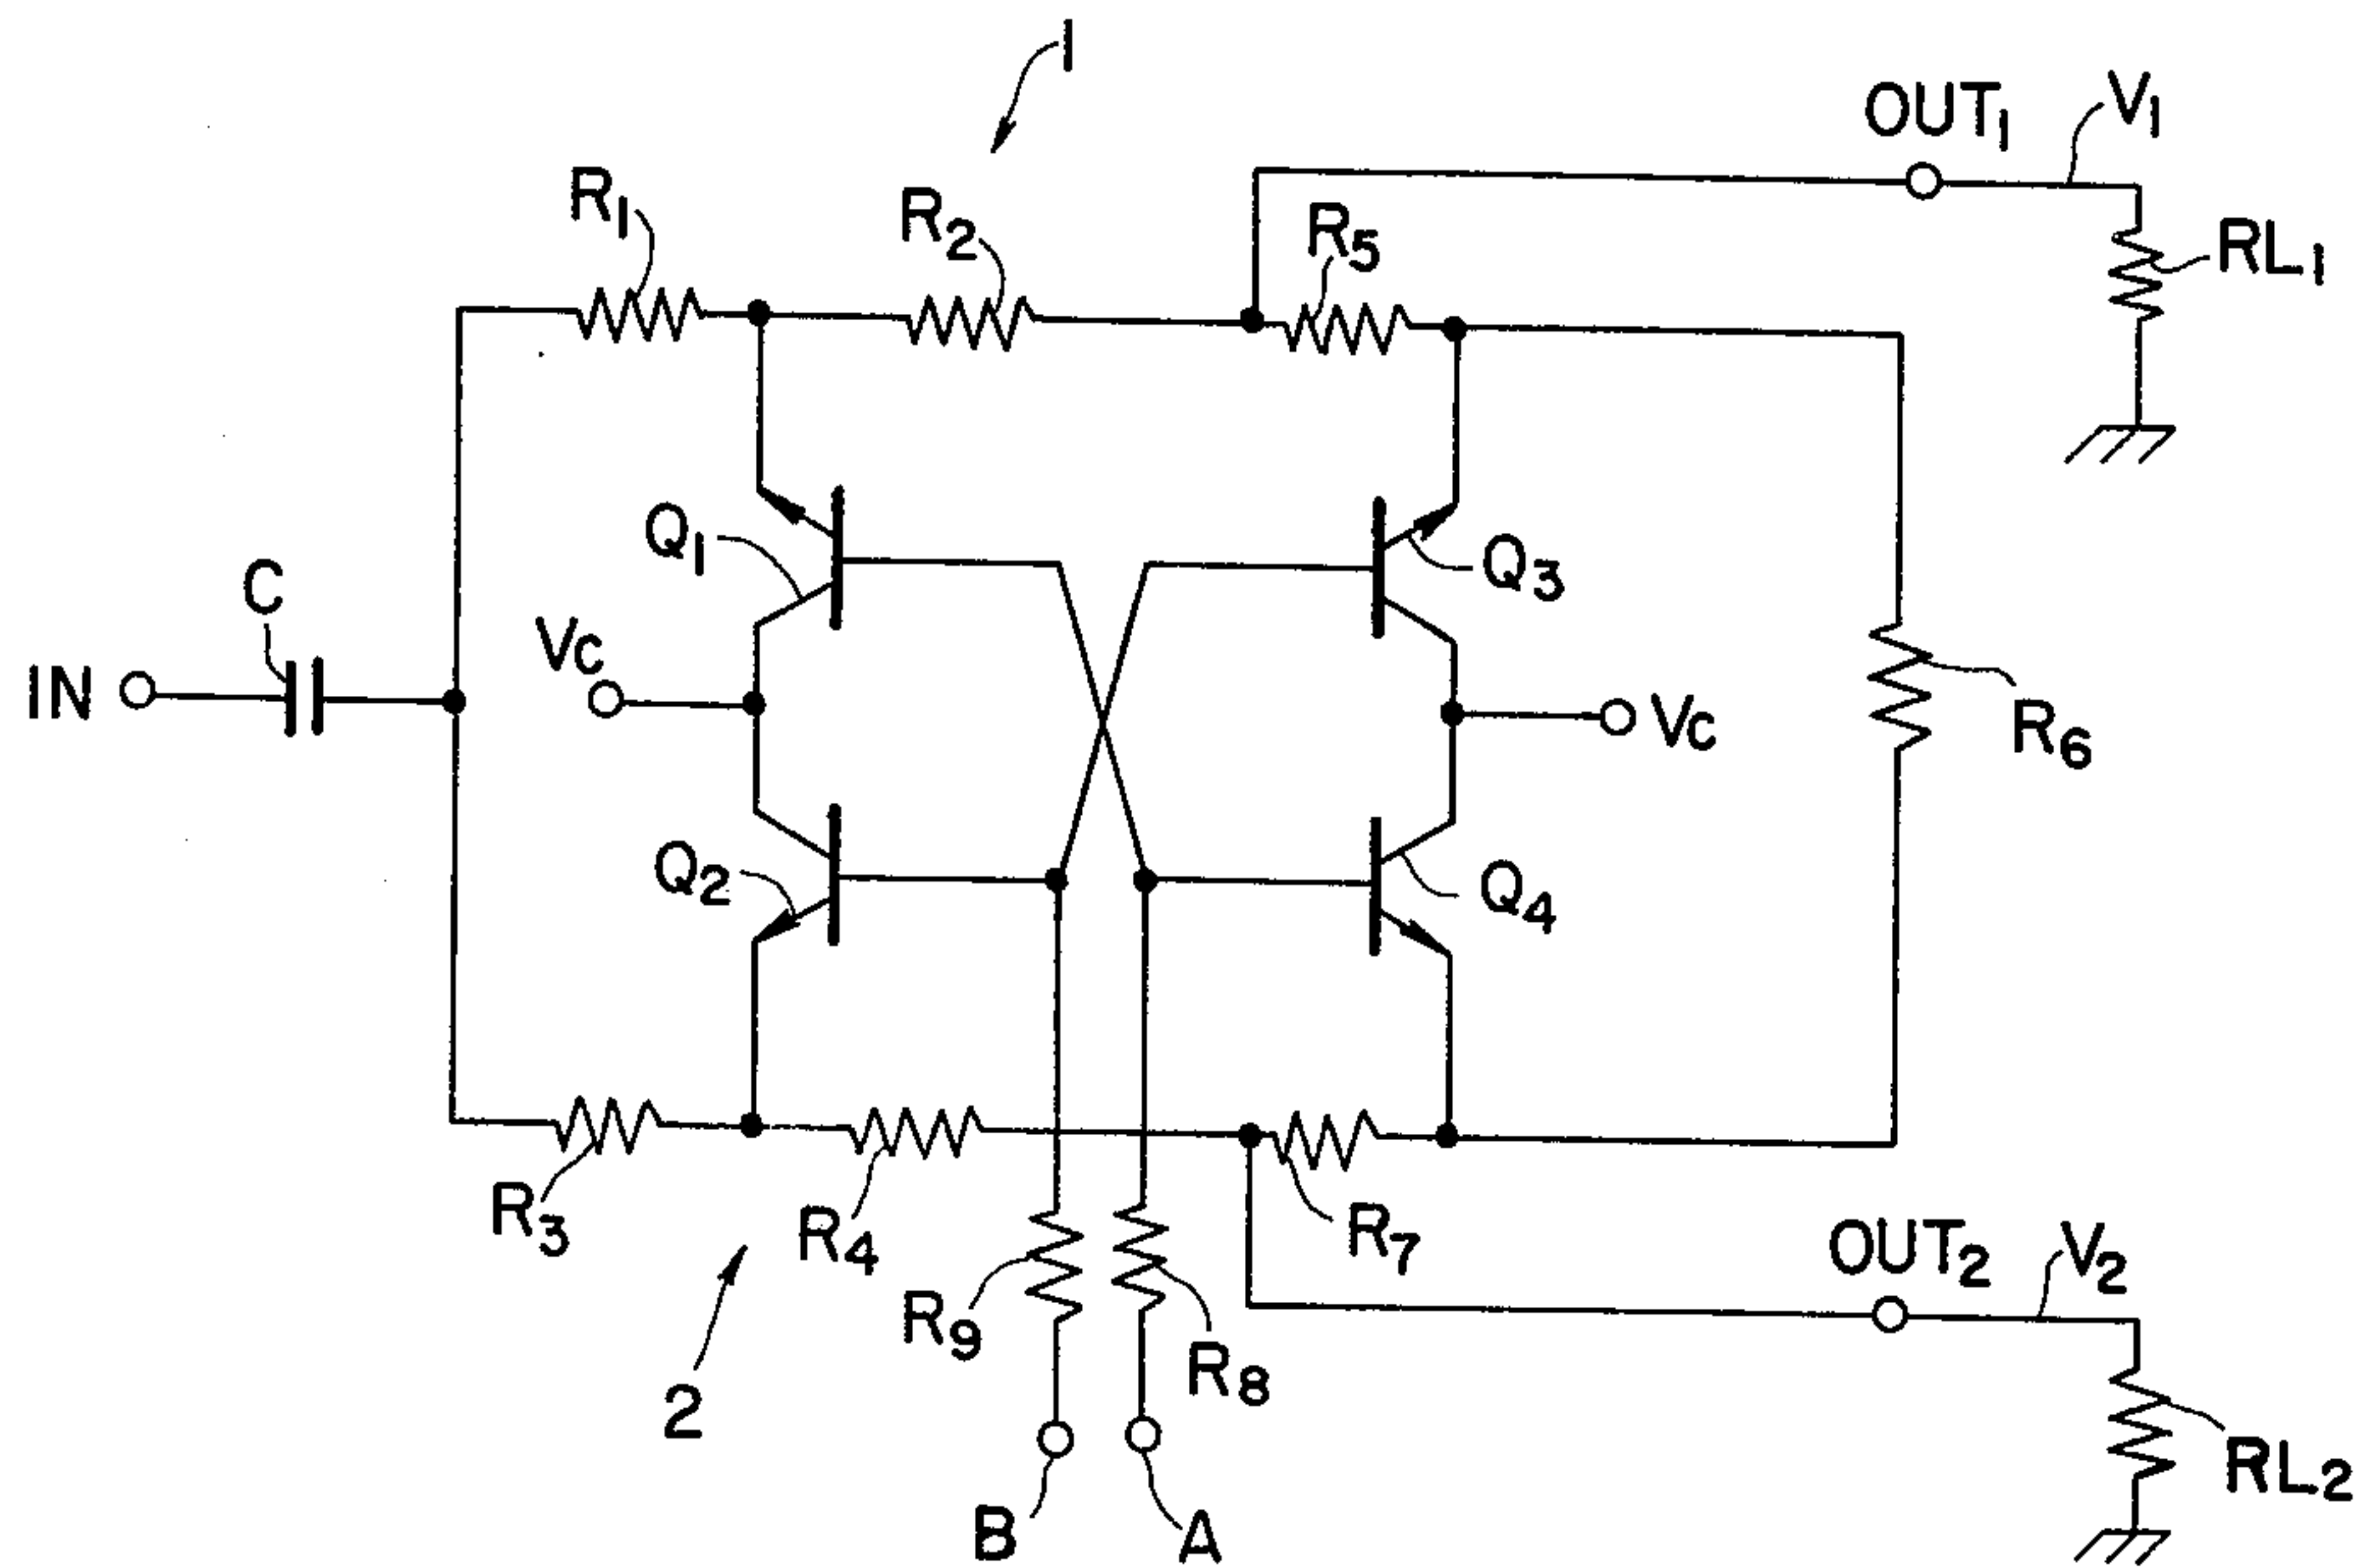 1
OUT1
V1
R1
R2
R5
RL1
Q1
Q3
C
VC
IN
VC
R6
Q2
Q4
R3
R4
R7
OUT2
V2
R9
R8
2
RL2
B
A